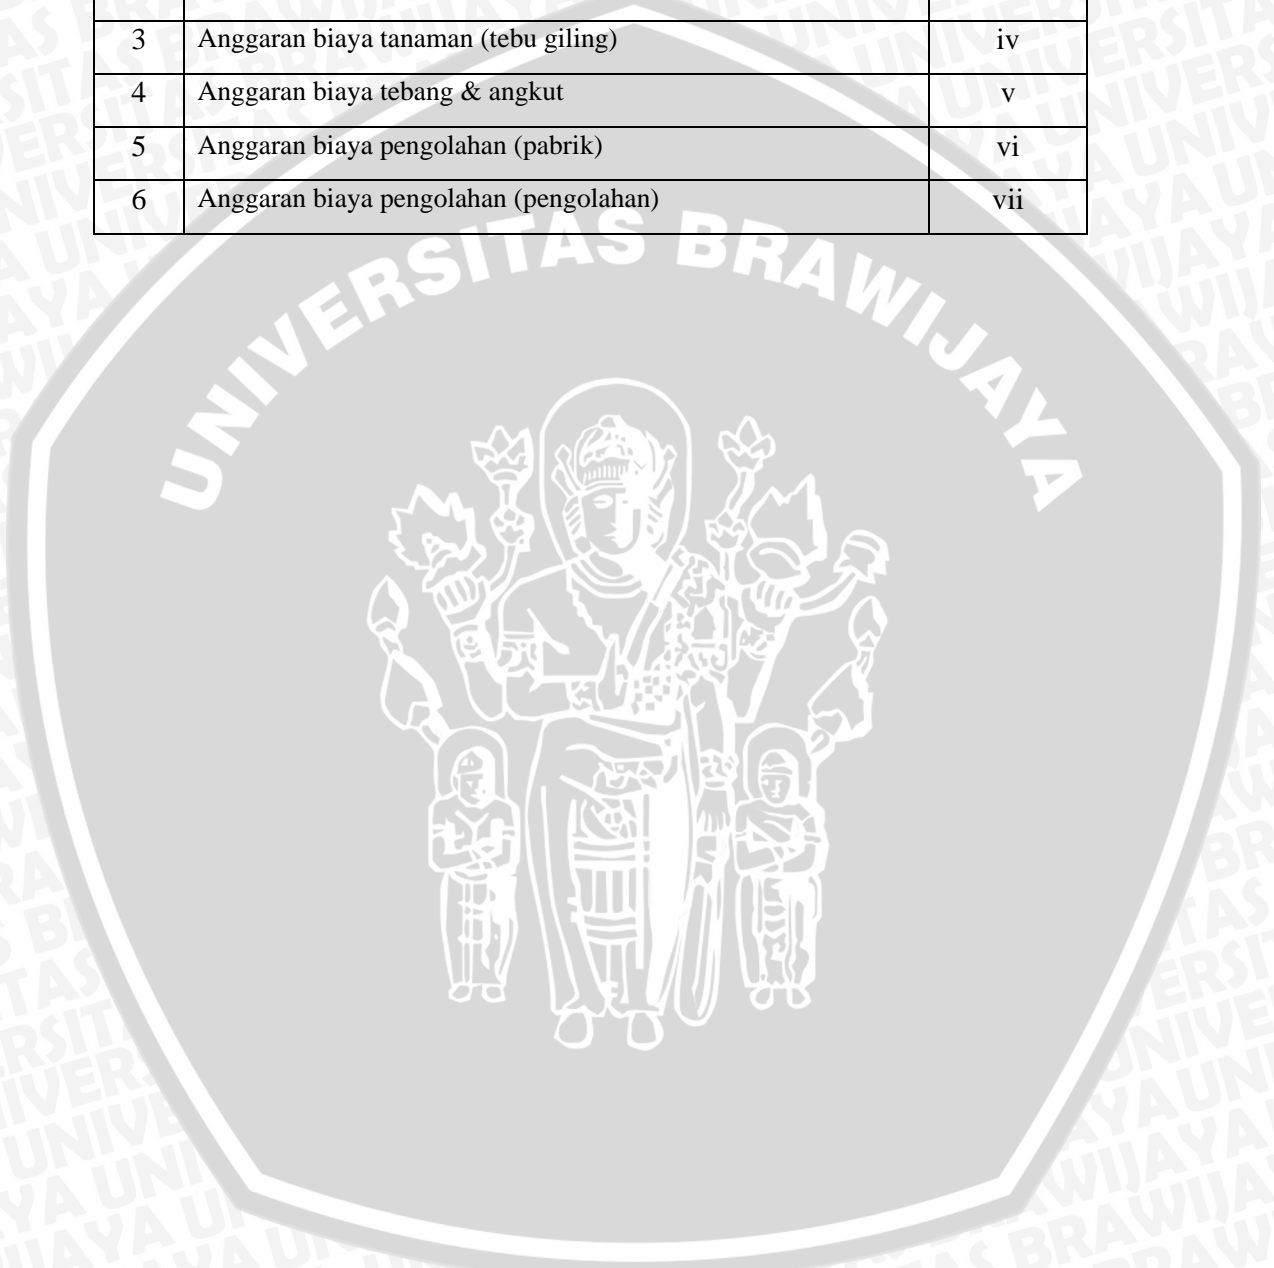 3 Anggaran biaya tanaman (tebu giling) iv
4 Anggaran biaya tebang & angkut v
5 Anggaran biaya pengolahan (pabrik) vi
6 Anggaran biaya pengolahan (pengolahan) vii
UNIVERSITAS BRAWIJAYA